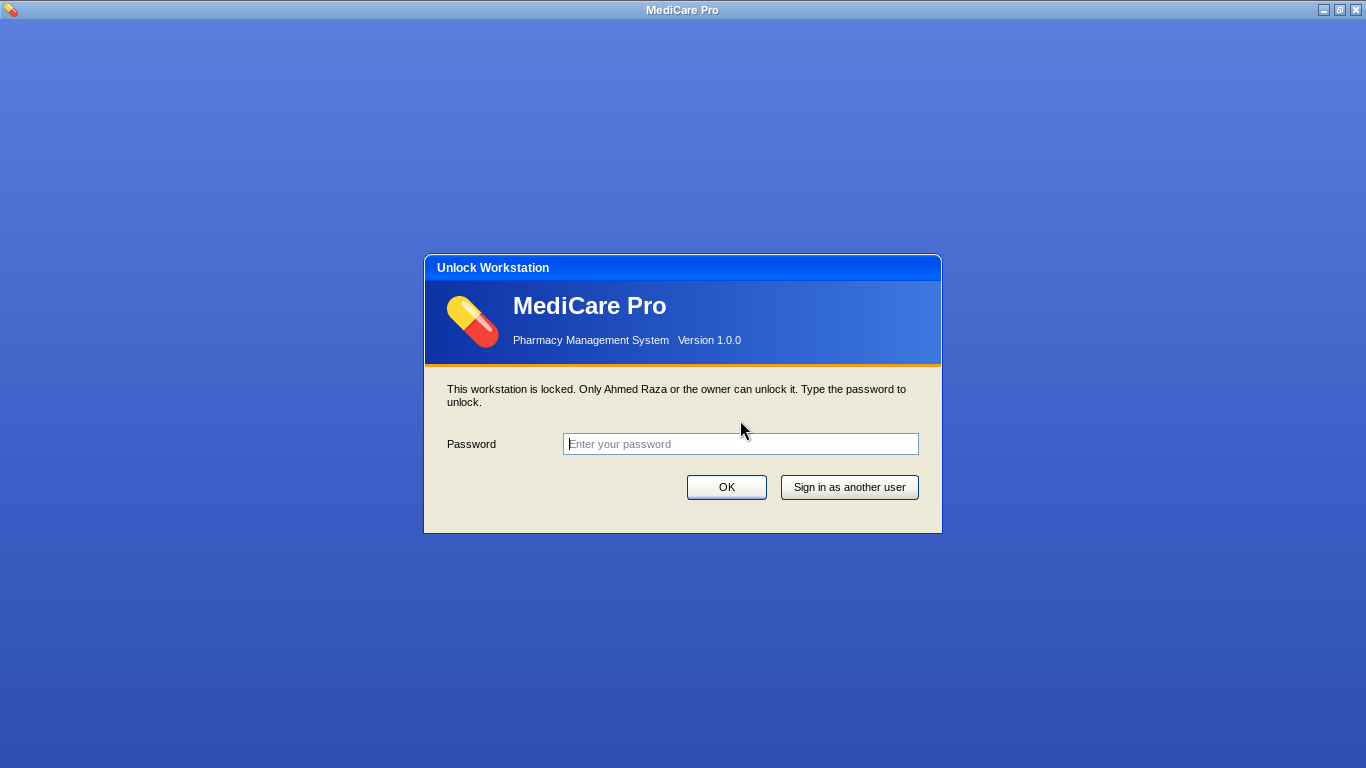 MediCare Pro
Unlock Workstation
MediCare Pro
Pharmacy Management System   Version 1.0.0
This workstation is locked. Only Ahmed Raza or the owner can unlock it. Type the password to
unlock.
Password
Enter your password
OK
Sign in as another user